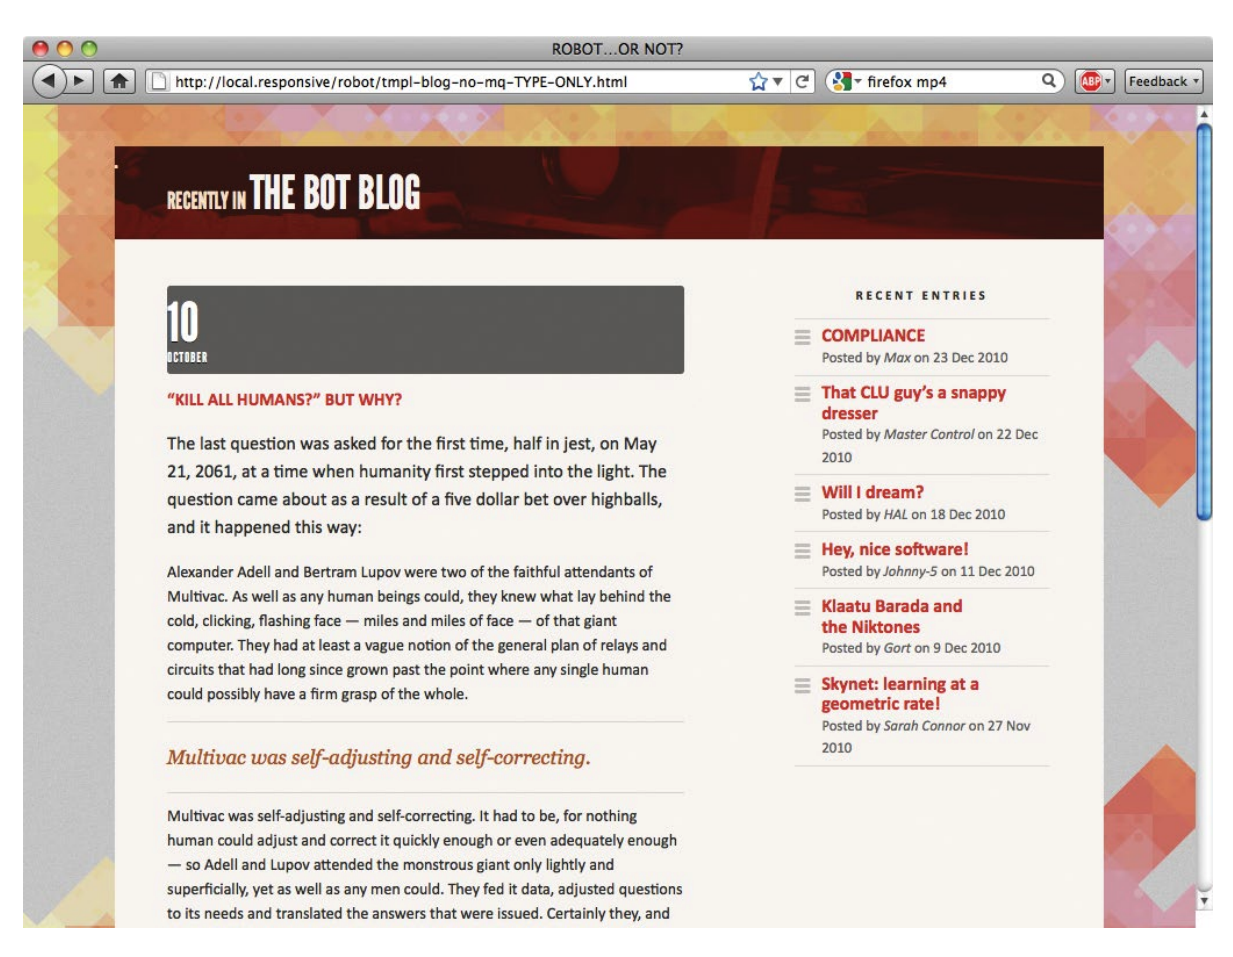 ROBOT…OR NOT?
http://local.responsive/robot/tmpl-blog-no-mq-TYPE-ONLY.html
firefox mp4
ABP
Feedback
RECENTLY IN THE BOT BLOG
10
OCTOBER
“KILL ALL HUMANS?” BUT WHY?
The last question was asked for the first time, half in jest, on May
21, 2061, at a time when humanity first stepped into the light. The
question came about as a result of a five dollar bet over highballs,
and it happened this way:
Alexander Adell and Bertram Lupov were two of the faithful attendants of
Multivac. As well as any human beings could, they knew what lay behind the
cold, clicking, flashing face — miles and miles of face — of that giant
computer. They had at least a vague notion of the general plan of relays and
circuits that had long since grown past the point where any single human
could possibly have a firm grasp of the whole.
Multivac was self-adjusting and self-correcting.
Multivac was self-adjusting and self-correcting. It had to be, for nothing
human could adjust and correct it quickly enough or even adequately enough
— so Adell and Lupov attended the monstrous giant only lightly and
superficially, yet as well as any men could. They fed it data, adjusted questions
to its needs and translated the answers that were issued. Certainly they, and
RECENT ENTRIES
COMPLIANCE
Posted by Max on 23 Dec 2010
That CLU guy’s a snappy
dresser
Posted by Master Control on 22 Dec
2010
Will I dream?
Posted by HAL on 18 Dec 2010
Hey, nice software!
Posted by Johnny-5 on 11 Dec 2010
Klaatu Barada and
the Niktones
Posted by Gort on 9 Dec 2010
Skynet: learning at a
geometric rate!
Posted by Sarah Connor on 27 Nov
2010